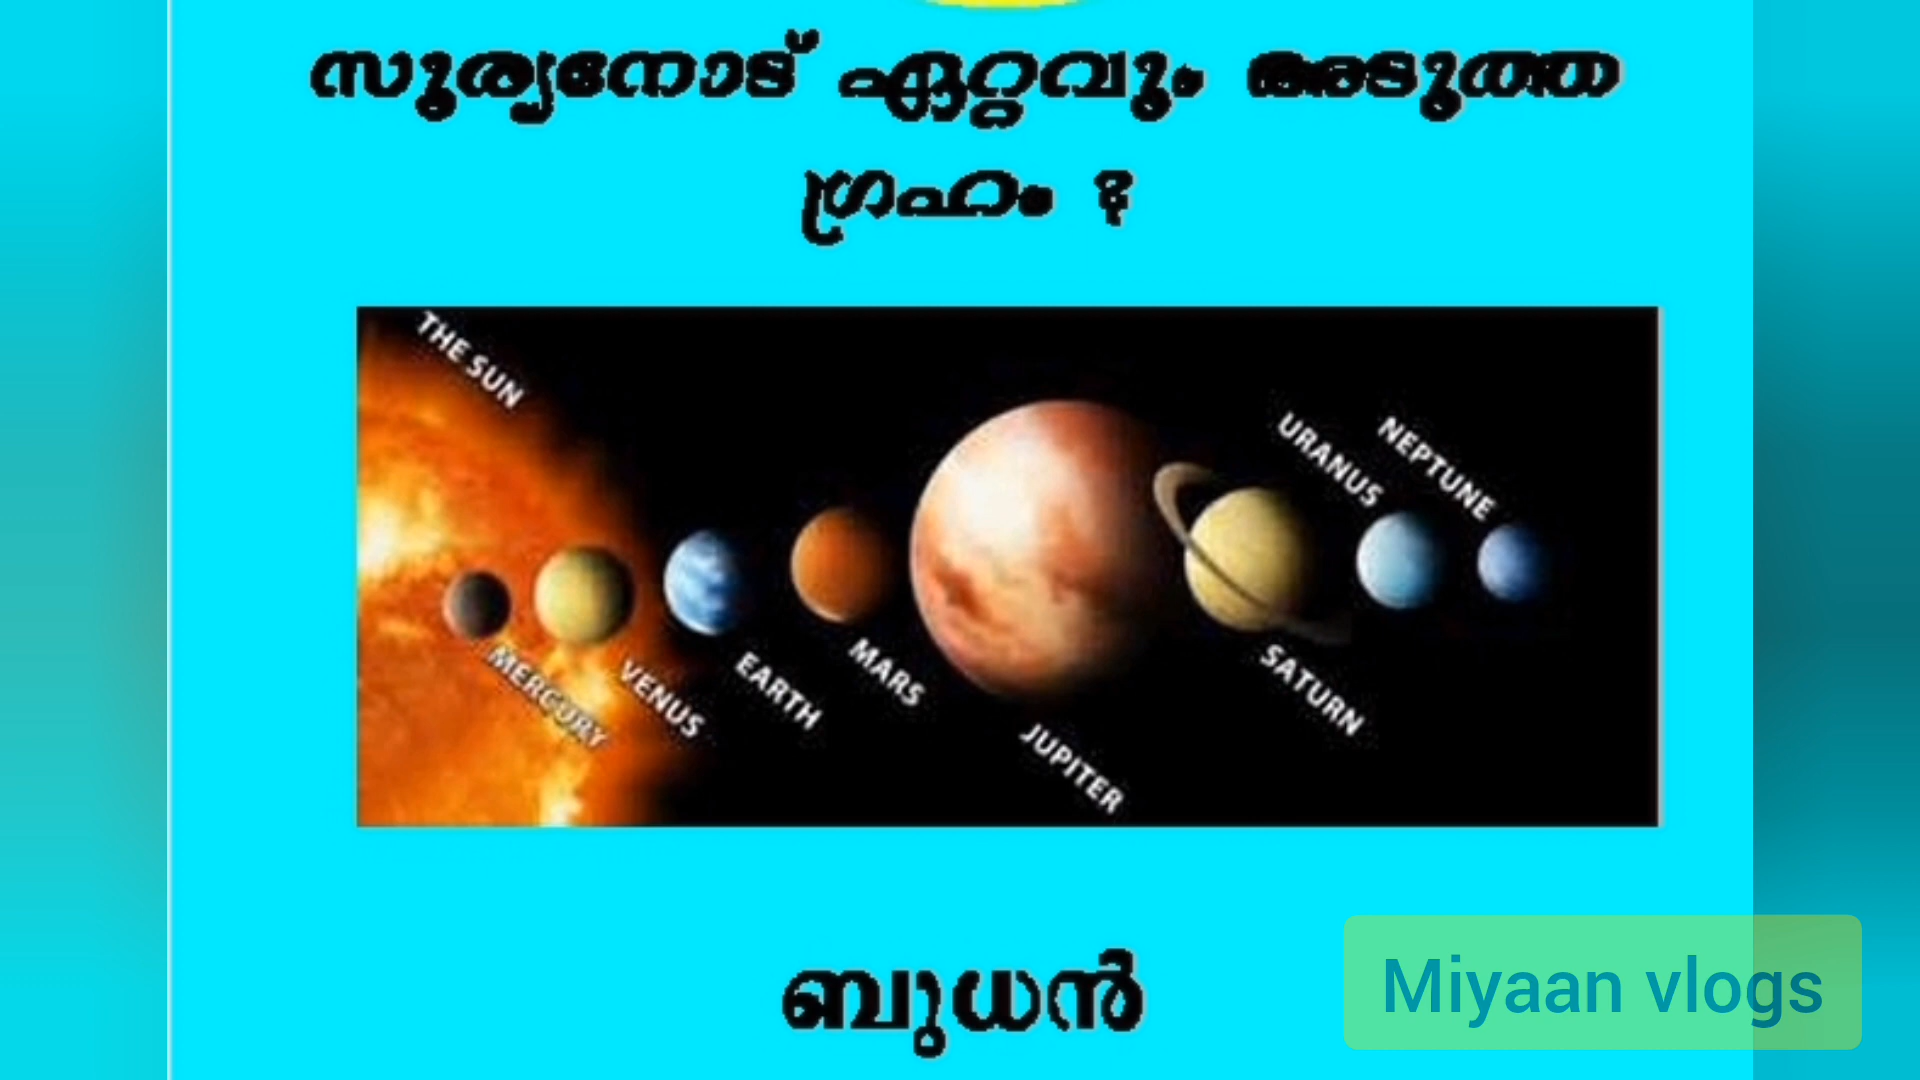 സൂര്യനോട് ഏറ്റവും അടുത്ത
ഗ്രഹം ?
THE SUN
MERCURY
VENUS
EARTH
MARS
JUPITER
SATURN
URANUS
NEPTUNE
ബുധൻ
Miyaan vlogs